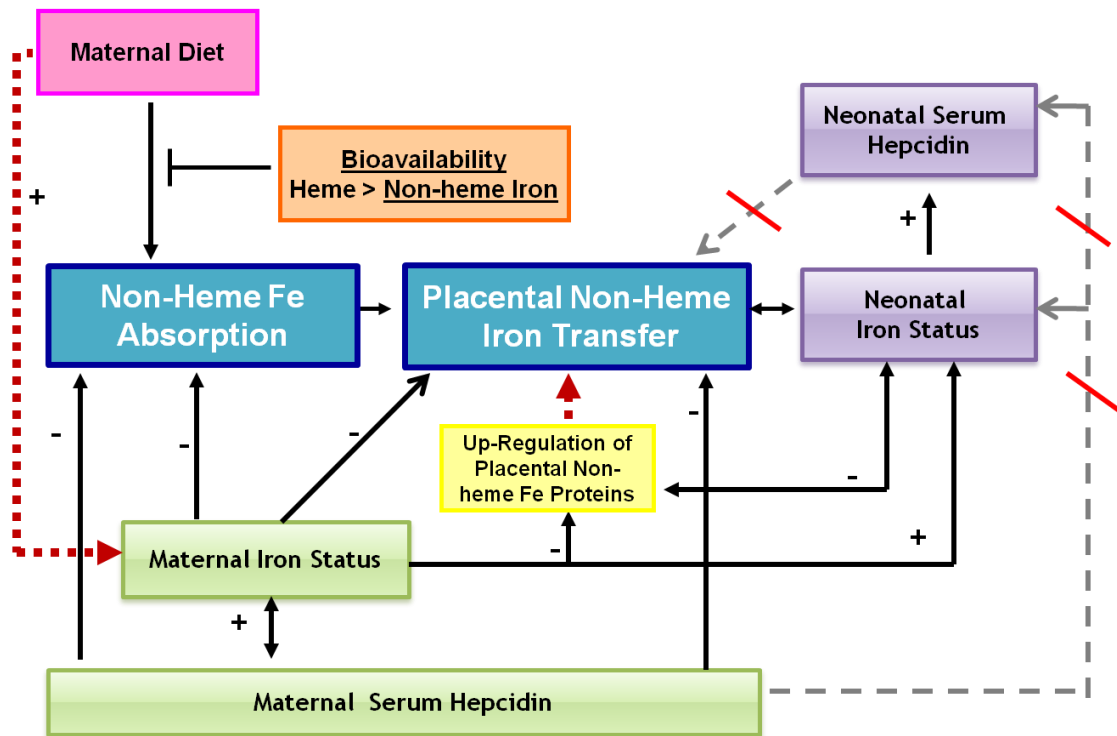 Maternal Diet
Bioavailability
Heme > Non-heme Iron
Neonatal Serum
Hepcidin
+
+
Non-Heme Fe
Absorption
Placental Non-Heme
Iron Transfer
Neonatal
Iron Status
-
-
-
-
Up-Regulation of
Placental Non-
heme Fe Proteins
-
Maternal Iron Status
-
+
+
Maternal Serum Hepcidin